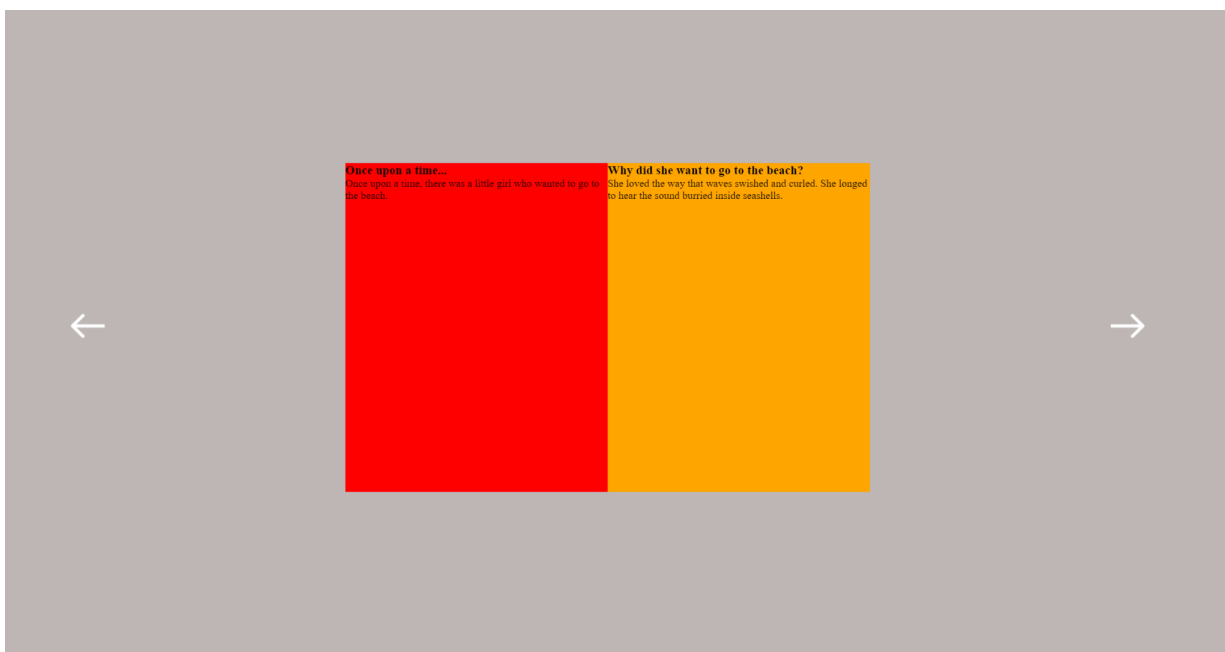 Once upon a time...
Once upon a time, there was a little girl who wanted to go to
the beach.
Why did she want to go to the beach?
She loved the way that waves swished and curled. She longed
to hear the sound burried inside seashells.